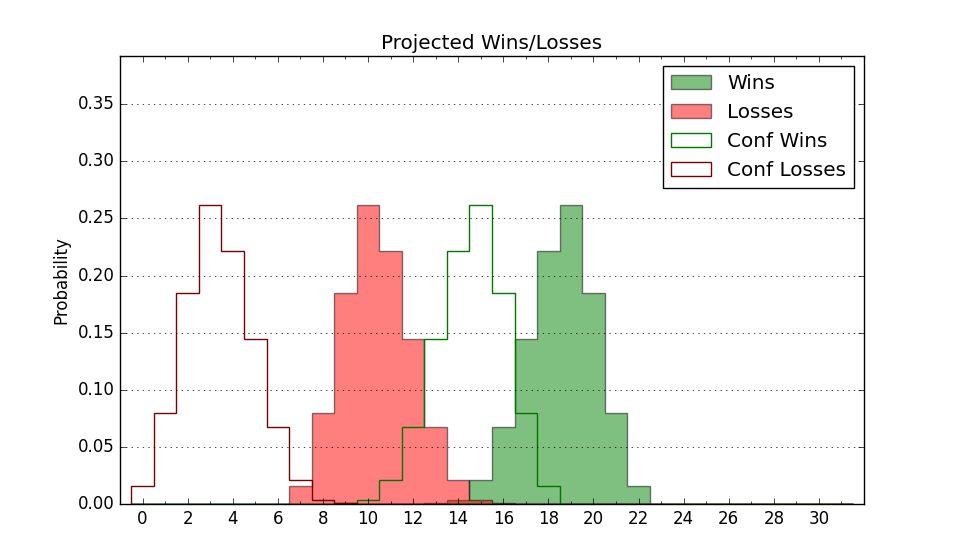 Projected Wins/Losses
Wins
Losses
Conf Wins
Conf Losses
Probability
0.35
0.30
0.25
0.20
0.15
0.10
0.05
0.00
0 2 4 6 8 10 12 14 16 18 20 22 24 26 28 30